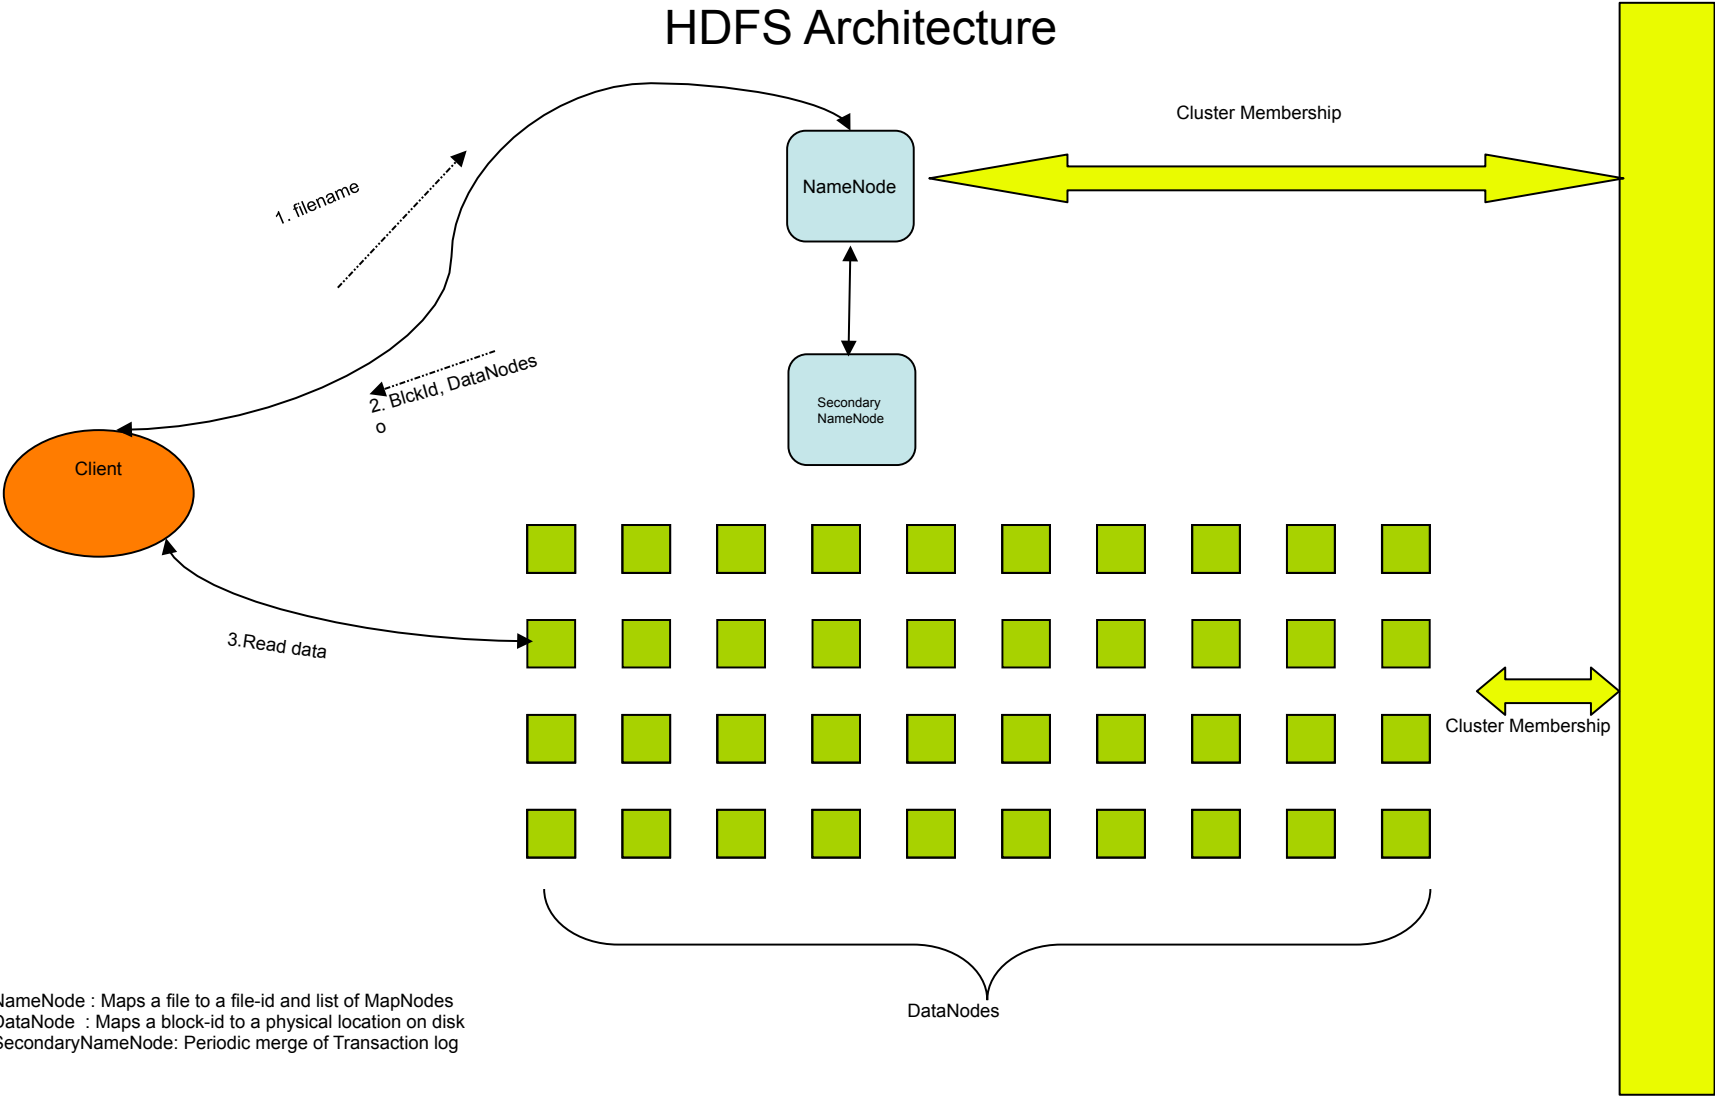 HDFS Architecture
Cluster Membership
NameNode
1. filename
2. BlckId, DataNodes
o
Secondary
NameNode
Client
3.Read data
Cluster Membership
DataNodes
NameNode : Maps a file to a file-id and list of MapNodes
DataNode : Maps a block-id to a physical location on disk
SecondaryNameNode: Periodic merge of Transaction log